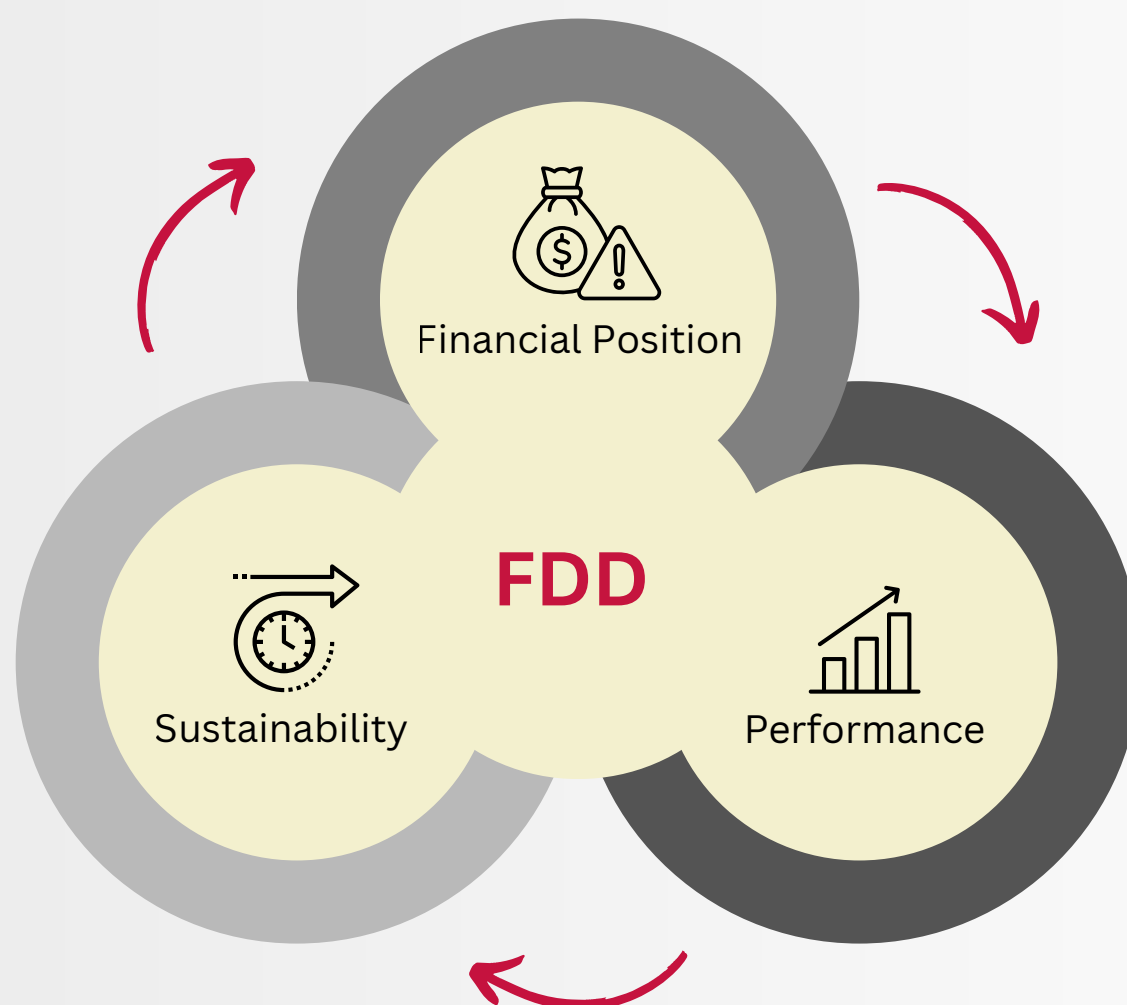 $
!
Financial Position
FDD
Sustainability
Performance